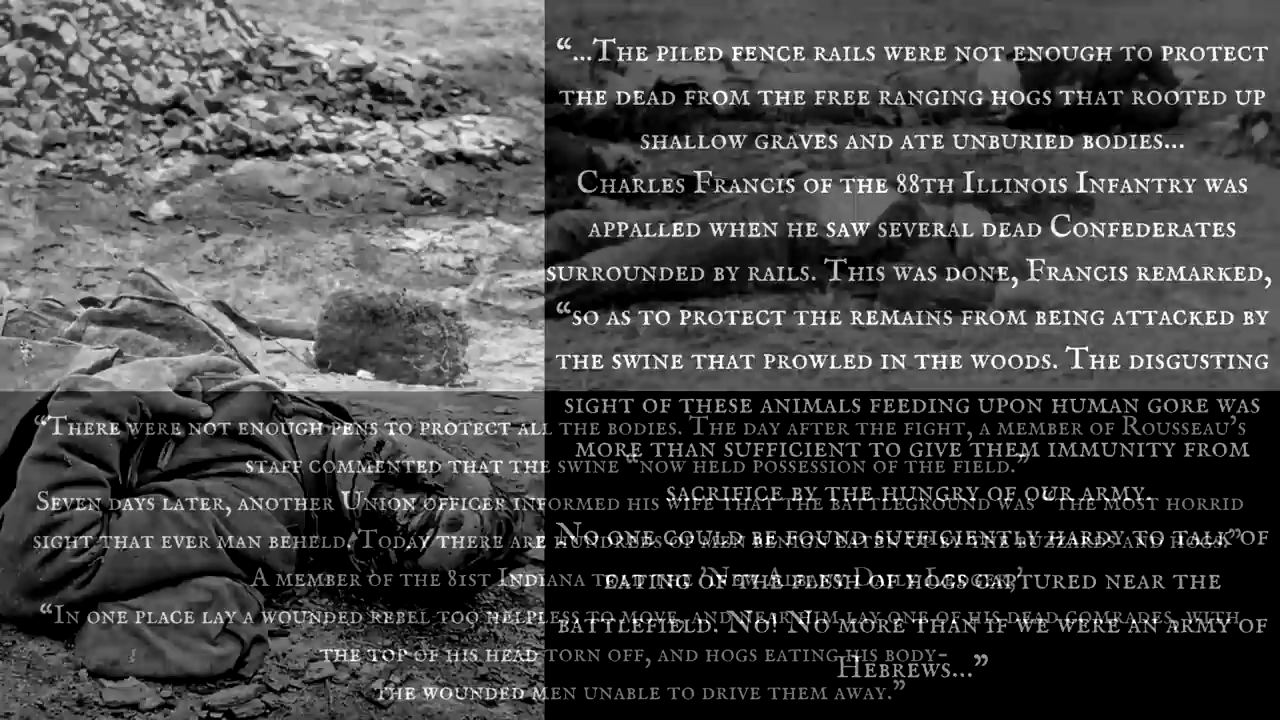 “...The piled fence rails were not enough to protect
the dead from the free ranging hogs that rooted up
shallow graves and ate unburied bodies...
Charles Francis of the 88th Illinois Infantry was
appalled when he saw several dead Confederates
surrounded by rails. This was done, Francis remarked,
“so as to protect the remains from being attacked by
the swine that prowled in the woods. The disgusting
sight of these animals feeding upon human gore was
more than sufficient to give them immunity from
sacrifice by the hungry of our army.
No one could be found sufficiently hardy to talk of
eating of the flesh of hogs captured near the
battlefield. No! No more than if we were an army of
Hebrews...”
“There were not enough pens to protect all the bodies. The day after the fight, a member of Rousseau’s
staff commented that the swine “now held possession of the field.”
Seven days later, another Union officer informed his wife that the battleground was “the most horrid
sight that ever man beheld. Today there are hundreds of men benign eaten up by the buzzards and hogs.”
A member of the 81st Indiana told the ‘New Albany Daily Ledger,’
“In one place lay a wounded rebel too helpless to move, and near him lay one of his dead comrades, with
the top of his head torn off, and hogs eating his body-
the wounded men unable to drive them away.”